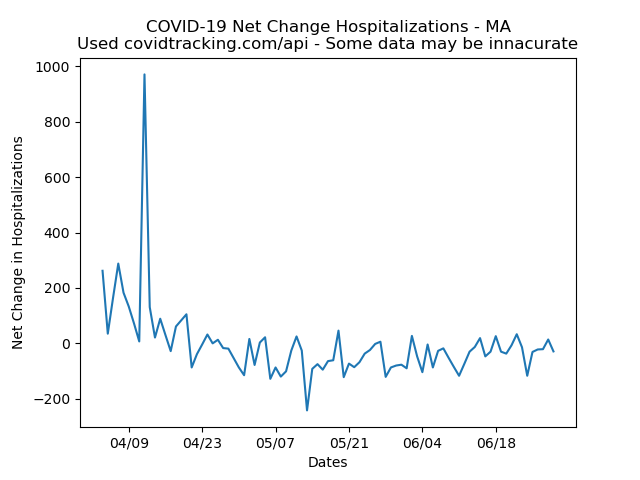 COVID-19 Net Change Hospitalizations - MA
Used covidtracking.com/api - Some data may be innacurate
Net Change in Hospitalizations
1000
800
600
400
200
0
−200
04/09 04/23 05/07 05/21 06/04 06/18
Dates